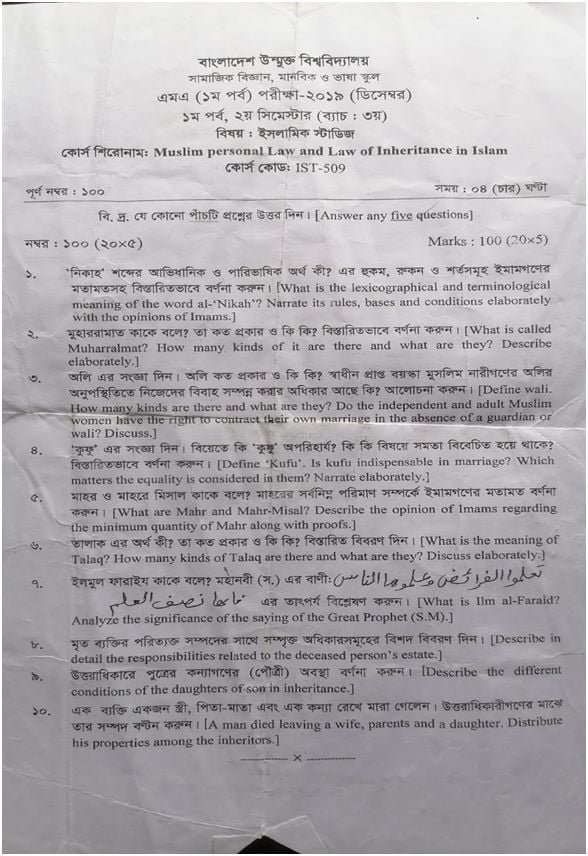 বাংলাদেশ উন্মুক্ত বিশ্ববিদ্যালয়
সামাজিক বিজ্ঞান, মানবিক ও ভাষা স্কুল
এমএ (১ম পর্ব) পরীক্ষা-২০১৯ (ডিসেম্বর)
১ম পর্ব, ২য় সিমেস্টার (ব্যাচ : ৩য়)
বিষয় : ইসলামিক স্টাডিজ
কোর্স শিরোনাম: Muslim personal Law and Law of Inheritance in Islam
কোর্স কোড: IST-509
পূর্ণ নম্বর : ১০০ সময় : ০৪ (চার) ঘণ্টা
বি. দ্র. যে কোনো পাঁচটি প্রশ্নের উত্তর দিন। [Answer any five questions]
নম্বর : ১০০ (২০×৫) Marks : 100 (20×5)
১. 'নিকাহ' শব্দের আভিধানিক ও পারিভাষিক অর্থ কী? এর হুকম, রুকন ও শর্তসমূহ ইমামগণের
মতামতসহ বিস্তারিতভাবে বর্ণনা করুন। [What is the lexicographical and terminological
meaning of the word al-'Nikah'? Narrate its rules, bases and conditions elaborately
with the opinions of Imams.]
২. মুহাররামাত কাকে বলে? তা কত প্রকার ও কি কি? বিস্তারিতভাবে বর্ণনা করুন। [What is called
Muharralmat? How many kinds of it are there and what are they? Describe
elaborately.]
৩. অলি এর সংজ্ঞা দিন। অলি কত প্রকার ও কি কি? স্বাধীন প্রাপ্ত বয়স্কা মুসলিম নারীগণের অলির
অনুপস্থিতিতে নিজেদের বিবাহ সম্পন্ন করার অধিকার আছে কি? আলোচনা করুন। [Define wali.
How many kinds are there and what are they? Do the independent and adult Muslim
women have the right to contract their own marriage in the absence of a guardian or
wali? Discuss.]
৪. 'কুফু' এর সংজ্ঞা দিন। বিয়েতে কি 'কুফু' অপরিহার্য? কি কি বিষয়ে সমতা বিবেচিত হয়ে থাকে?
বিস্তারিতভাবে বর্ণনা করুন। [Define 'Kufu'. Is kufu indispensable in marriage? Which
matters the equality is considered in them? Narrate elaborately.]
৫. মাহর ও মাহরে মিসাল কাকে বলে? মাহরের সর্বনিম্ন পরিমাণ সম্পর্কে ইমামগণের মতামত বর্ণনা
করুন। [What are Mahr and Mahr-Misal? Describe the opinion of Imams regarding
the minimum quantity of Mahr along with proofs.]
৬. তালাক এর অর্থ কী? তা কত প্রকার ও কি কি? বিস্তারিত বিবরণ দিন। [What is the meaning of
Talaq? How many kinds of Talaq are there and what are they? Discuss elaborately.]
৭. ইলমুল ফারাইয কাকে বলে? মহানবী (স.) এর বাণী: تعلموا الفرائض وعلموها الناس
فانها نصف العلم এর তাৎপর্য বিশ্লেষণ করুন। [What is Ilm al-Faraid?
Analyze the significance of the saying of the Great Prophet (S.M).]
৮. মৃত ব্যক্তির পরিত্যক্ত সম্পদের সাথে সম্পৃক্ত অধিকারসমূহের বিশদ বিবরণ দিন। [Describe in
detail the responsibilities related to the deceased person's estate.]
৯. উত্তরাধিকারে পুত্রের কন্যাগণের (পৌত্রী) অবস্থা বর্ণনা করুন। [Describe the different
conditions of the daughters of son in inheritance.]
১০. এক ব্যক্তি একজন স্ত্রী, পিতা-মাতা এবং এক কন্যা রেখে মারা গেলেন। উত্তরাধিকারীগণের মাঝে
তার সম্পদ বণ্টন করুন। [A man died leaving a wife, parents and a daughter. Distribute
his properties among the inheritors.]
------------- × -------------